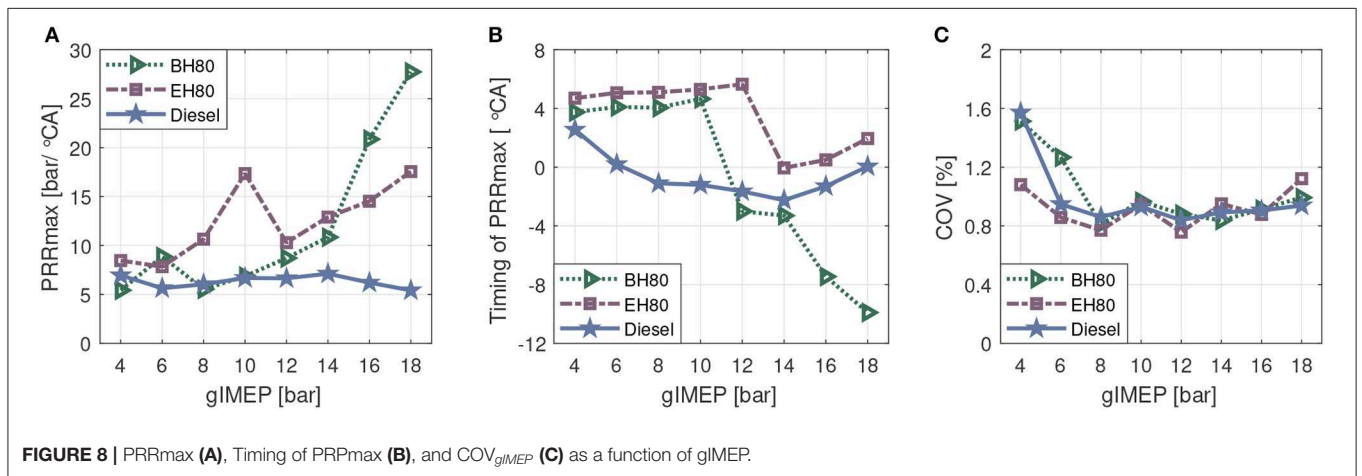 A
PRRmax [bar/ °CA]
30
25
20
15
10
5
0
BH80
EH80
Diesel
4 6 8 10 12 14 16 18
gIMEP [bar]
B
Timing of PRRmax [ °CA]
8
4
0
-4
-8
-12
BH80
EH80
Diesel
4 6 8 10 12 14 16 18
gIMEP [bar]
C
COV [%]
2
1.6
1.2
0.8
0.4
0
BH80
EH80
Diesel
4 6 8 10 12 14 16 18
gIMEP [bar]
FIGURE 8 | PRRmax (A), Timing of PRPmax (B), and COVgIMEP (C) as a function of gIMEP.